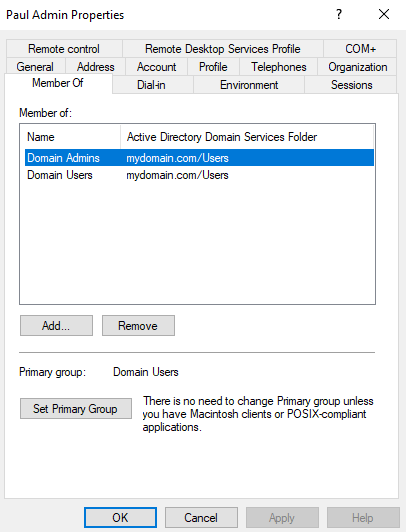 Paul Admin Properties
?
Remote control Remote Desktop Services Profile COM+
General Address Account Profile Telephones Organization
Member Of Dial-in Environment Sessions
Member of:
Name Active Directory Domain Services Folder
Domain Admins mydomain.com/Users
Domain Users mydomain.com/Users
Add... Remove
Primary group: Domain Users
Set Primary Group
There is no need to change Primary group unless
you have Macintosh clients or POSIX-compliant
applications.
OK Cancel Apply Help